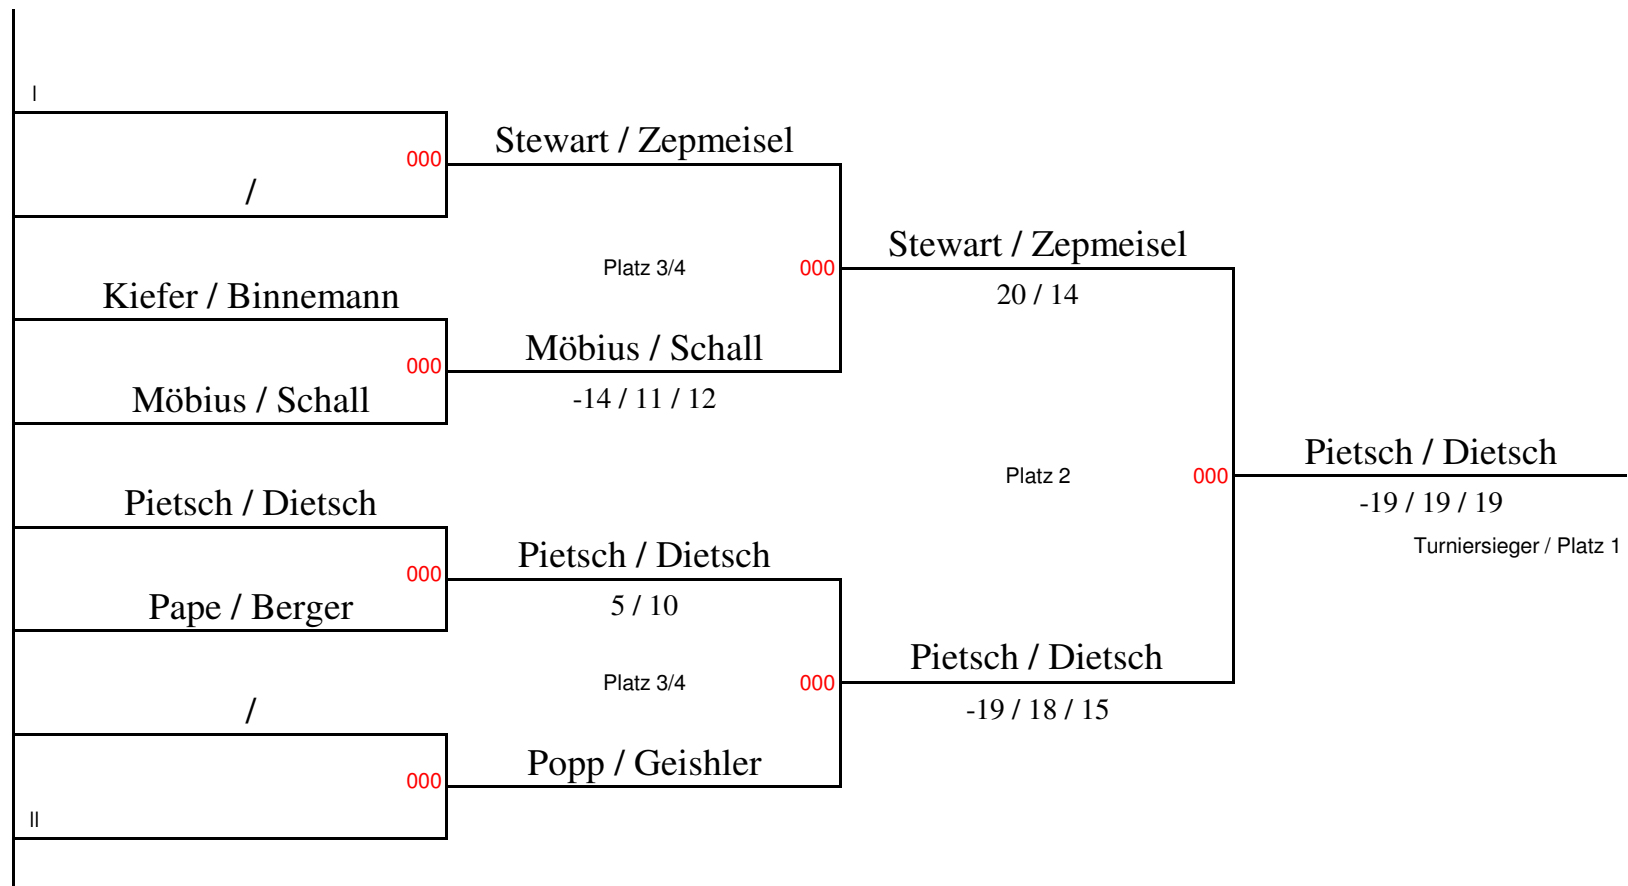 I
Stewart / Zepmeisel
000
/
Stewart / Zepmeisel
Platz 3/4
000
Kiefer / Binnemann
20 / 14
Möbius / Schall
000
Möbius / Schall
-14 / 11 / 12
Pietsch / Dietsch
Platz 2
000
Pietsch / Dietsch
-19 / 19 / 19
Turniersieger / Platz 1
Pietsch / Dietsch
000
Pape / Berger
5 / 10
Pietsch / Dietsch
Platz 3/4
000
/
-19 / 18 / 15
Popp / Geishler
000
II